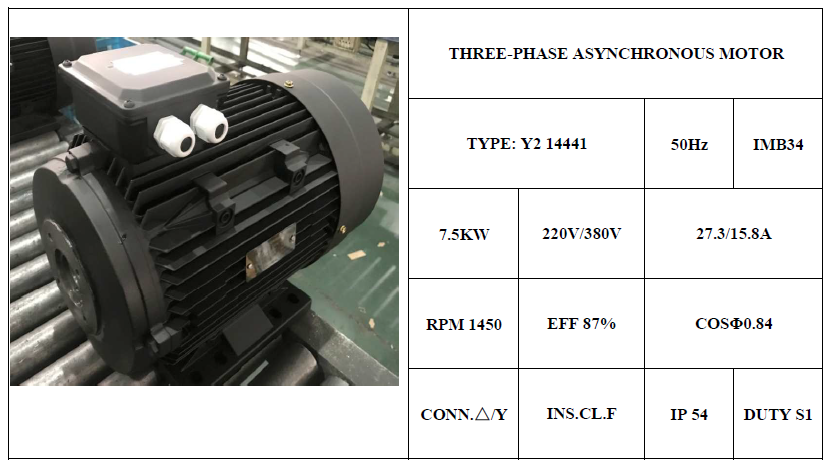 THREE-PHASE ASYNCHRONOUS MOTOR
TYPE: Y2 14441 50Hz IMB34
7.5KW 220V/380V 27.3/15.8A
RPM 1450 EFF 87% COSΦ0.84
CONN.△/Y INS.CL.F IP 54 DUTY S1